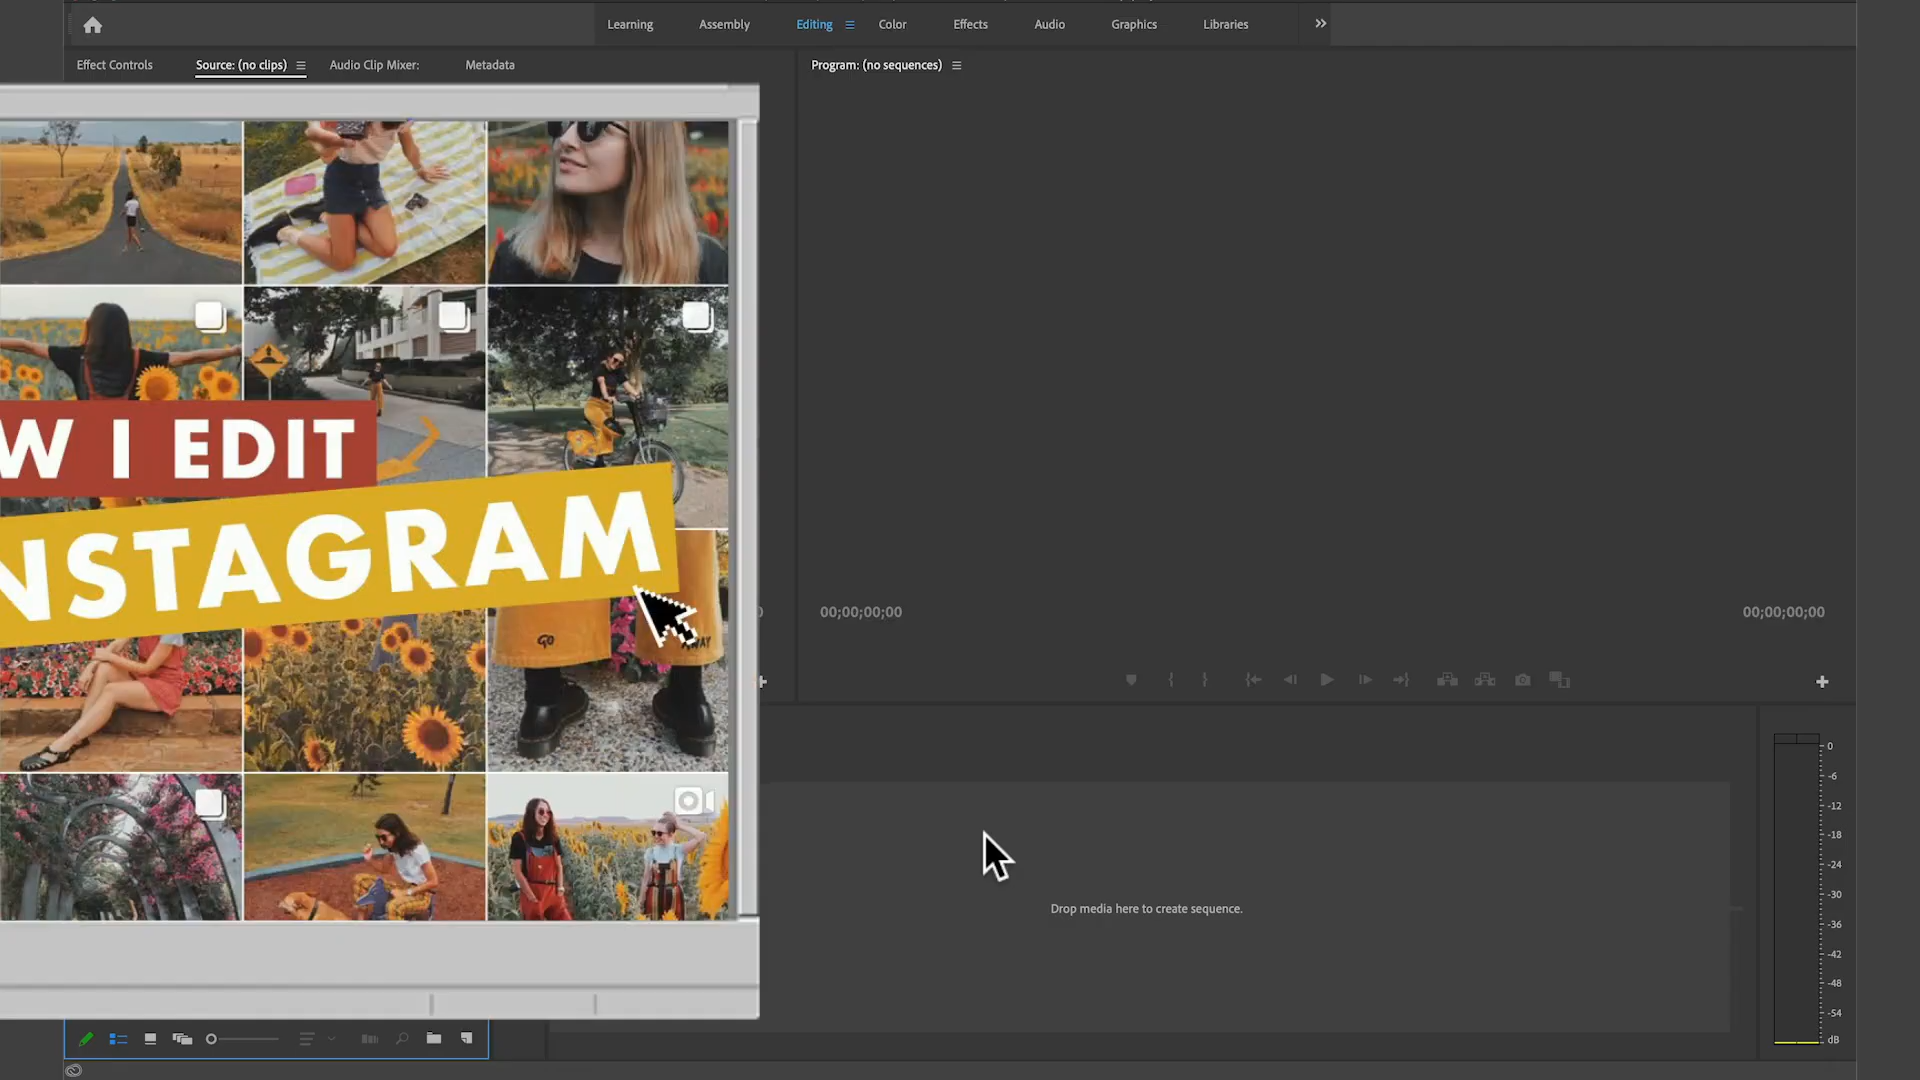 Learning Assembly Editing Color Effects Audio Graphics Libraries
Effect Controls Source: (no clips) Audio Clip Mixer: Metadata
Program: (no sequences)
W I EDIT
NSTAGRAM
GO
WAY
00;00;00;00 00;00;00;00
Drop media here to create sequence.
0
-6
-12
-18
-24
-30
-36
-42
-48
-54
dB